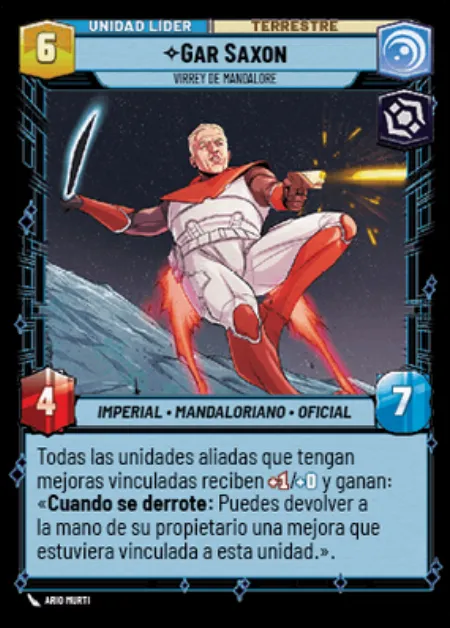 UNIDAD LÍDER
TERRESTRE
6
GAR SAXON
VIRREY DE MANDALORE
4
IMPERIAL • MANDALORIANO • OFICIAL
7
Todas las unidades aliadas que tengan
mejoras vinculadas reciben +1/+0 y ganan:
«Cuando se derrote: Puedes devolver a
la mano de su propietario una mejora que
estuviera vinculada a esta unidad.».
ARIO MURTI